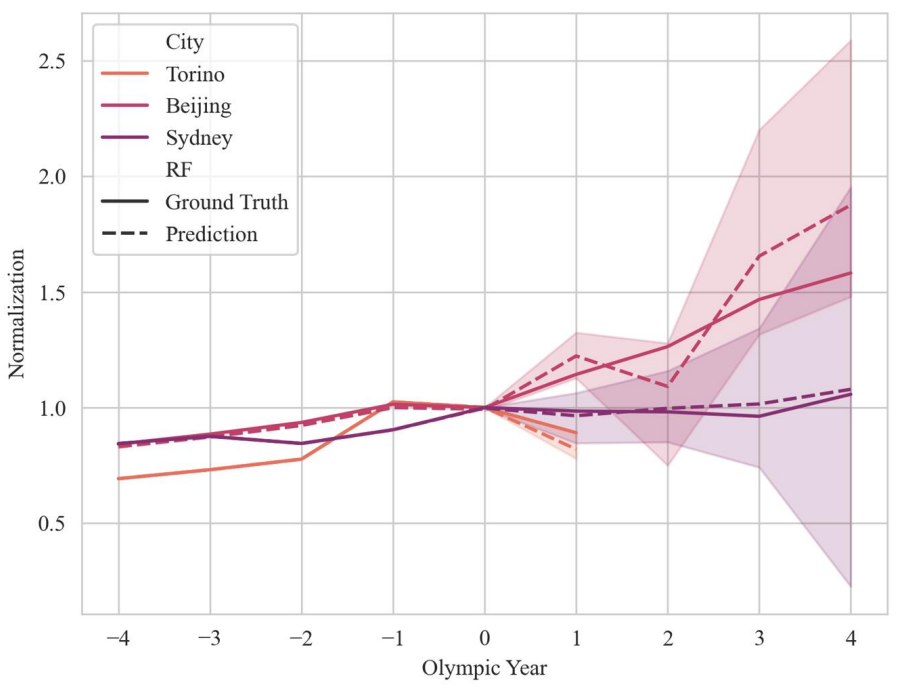 City
Torino
Beijing
Sydney
RF
Ground Truth
Prediction
2.5
2.0
1.5
1.0
0.5
Normalization
−4 −3 −2 −1 0 1 2 3 4
Olympic Year